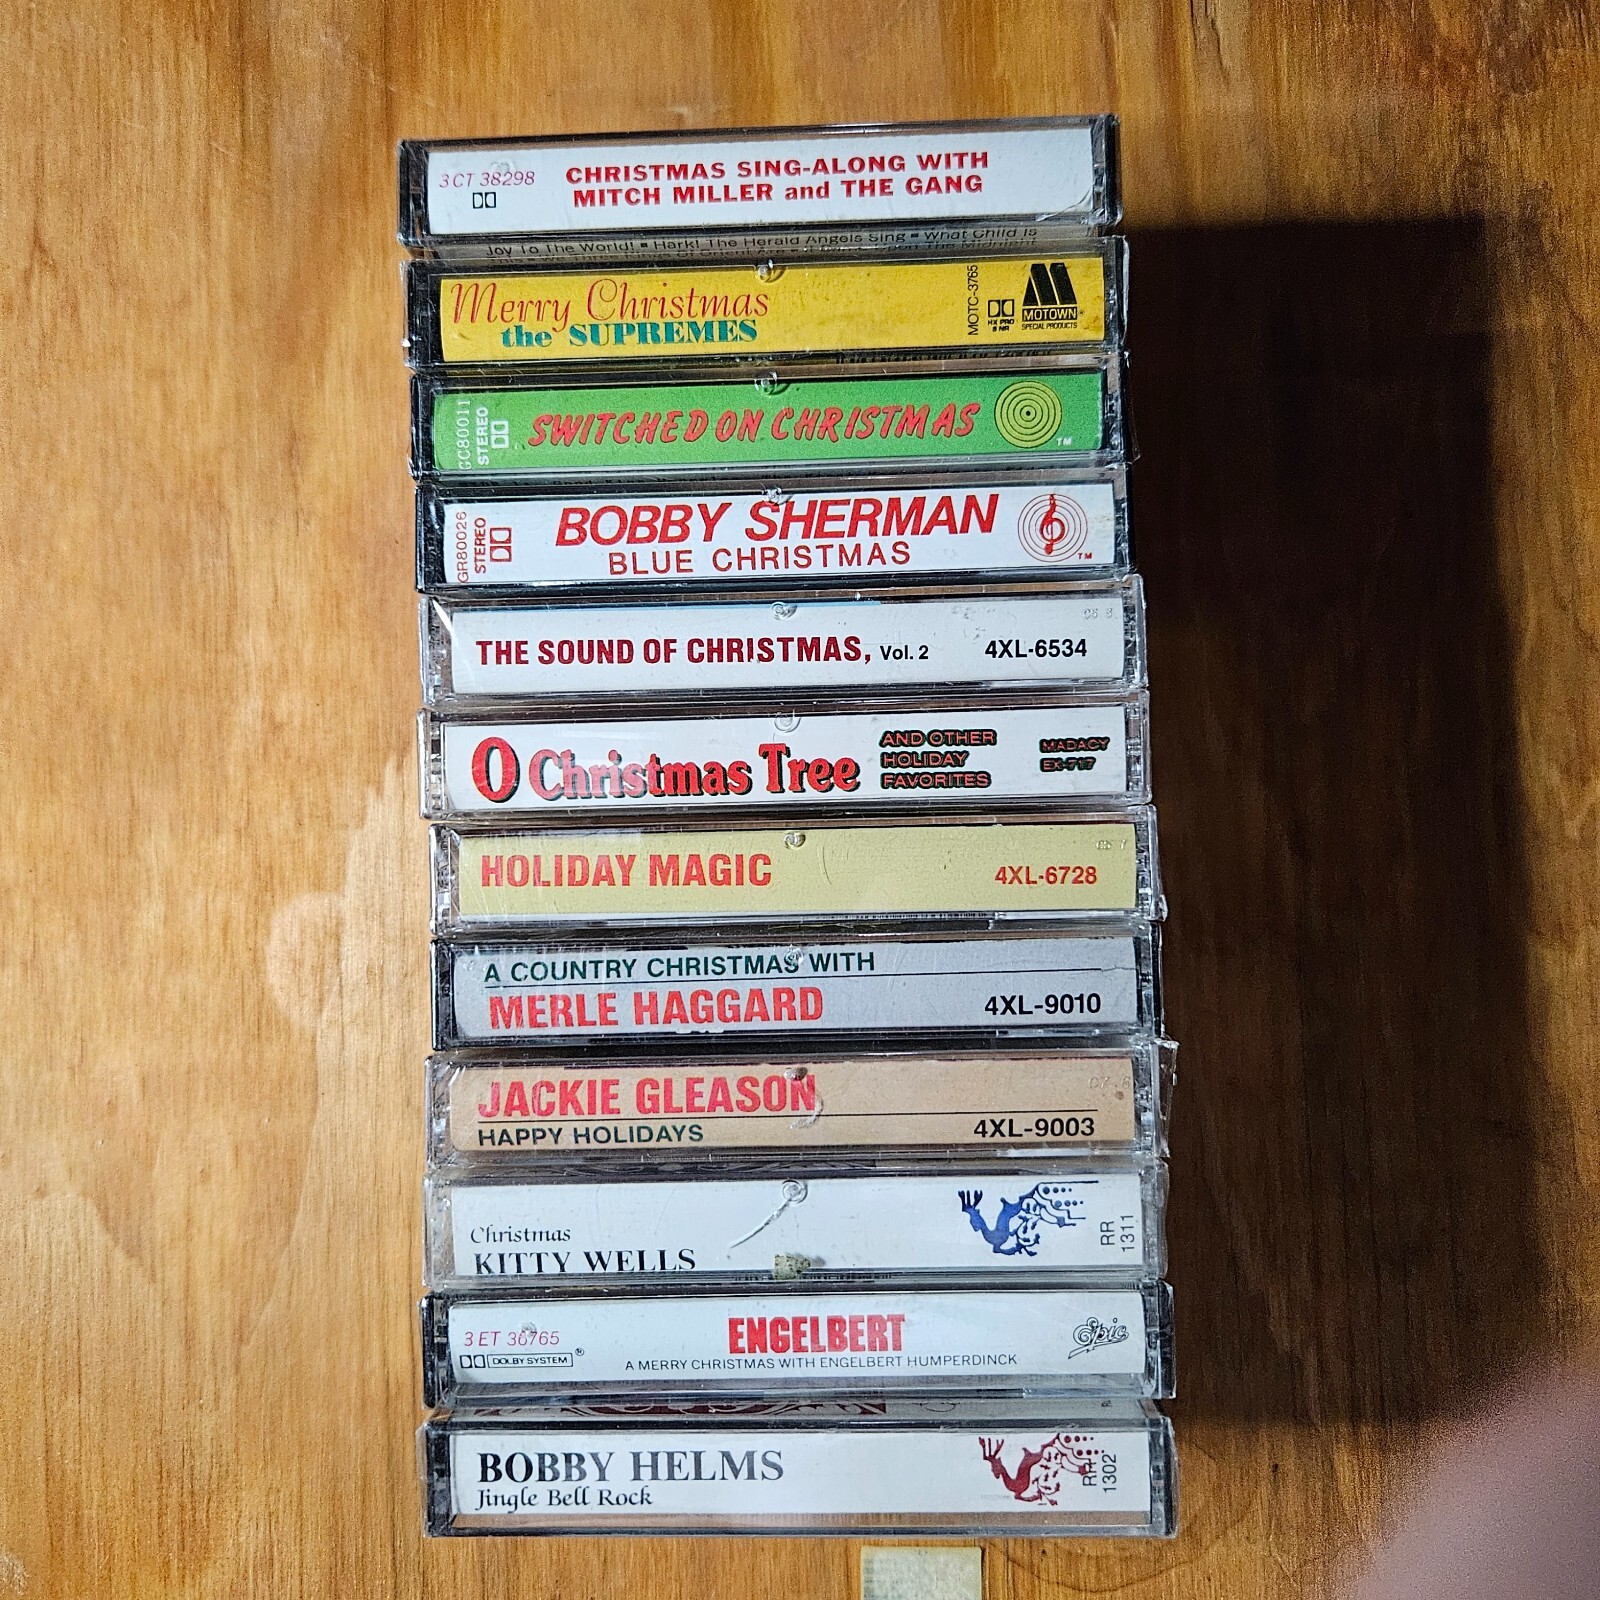 3 CT 38298
CHRISTMAS SING-ALONG WITH
MITCH MILLER and THE GANG
Joy To The World! ▪ Hark! The Herald Angels Sing ▪ What Child Is
Merry Christmas
the SUPREMES
MOTC-3765
HX PRO
B NR
MOTOWN®
SPECIAL PRODUCTS
GC80011
STEREO
SWITCHED ON CHRISTMAS
TM
GR80026
STEREO
BOBBY SHERMAN
BLUE CHRISTMAS
TM
THE SOUND OF CHRISTMAS, Vol. 2
4XL-6534
O Christmas Tree
AND OTHER
HOLIDAY
FAVORITES
MADACY
EX-717
HOLIDAY MAGIC
4XL-6728
A COUNTRY CHRISTMAS WITH
MERLE HAGGARD
4XL-9010
JACKIE GLEASON
HAPPY HOLIDAYS
4XL-9003
Christmas
KITTY WELLS
RR
1311
3 ET 36765
DOLBY SYSTEM®
ENGELBERT
A MERRY CHRISTMAS WITH ENGELBERT HUMPERDINCK
Epic
BOBBY HELMS
Jingle Bell Rock
RR
1302